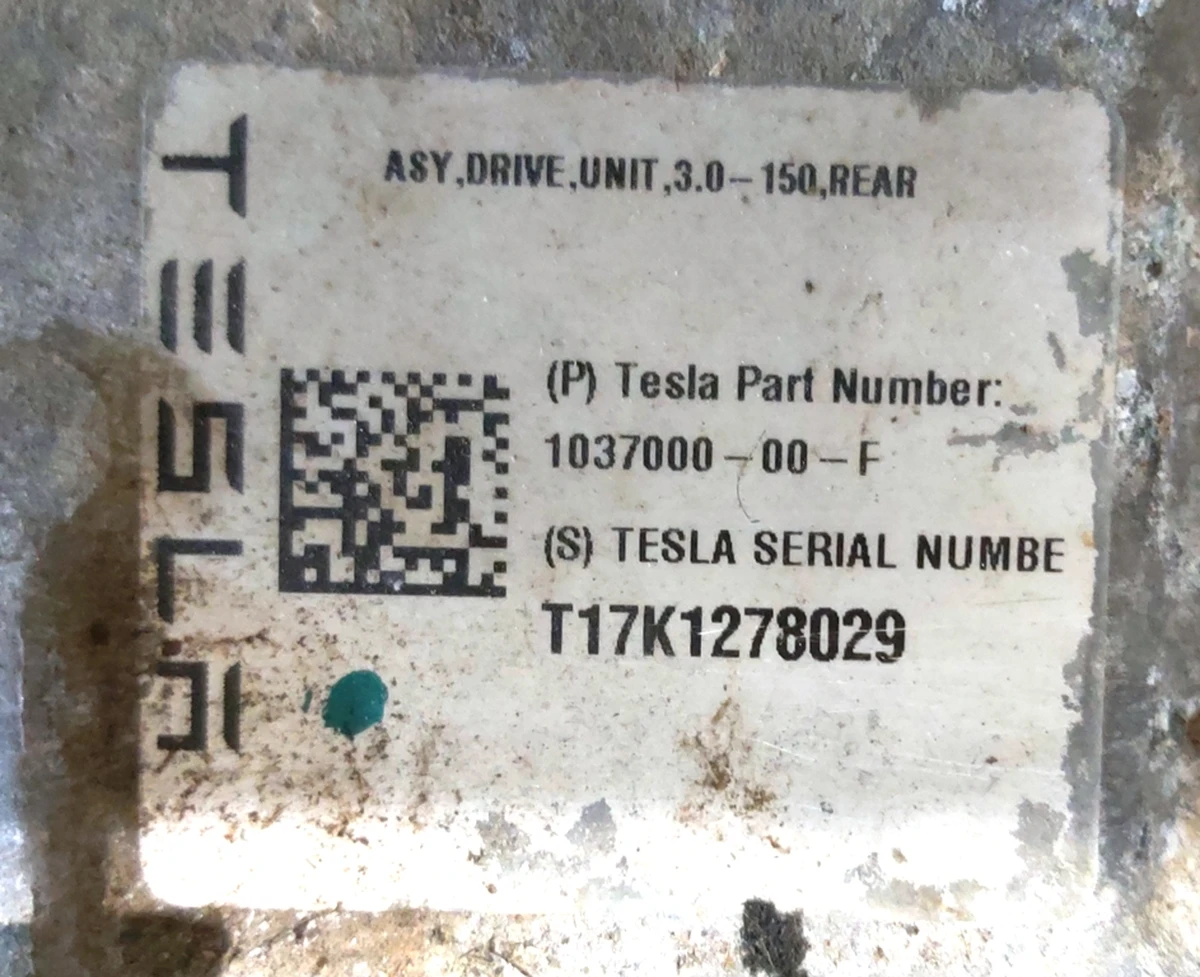 TESLA
ASY,DRIVE,UNIT,3.0-150,REAR
(P) Tesla Part Number:
1037000-00-F
(S) TESLA SERIAL NUMBE
T17K1278029